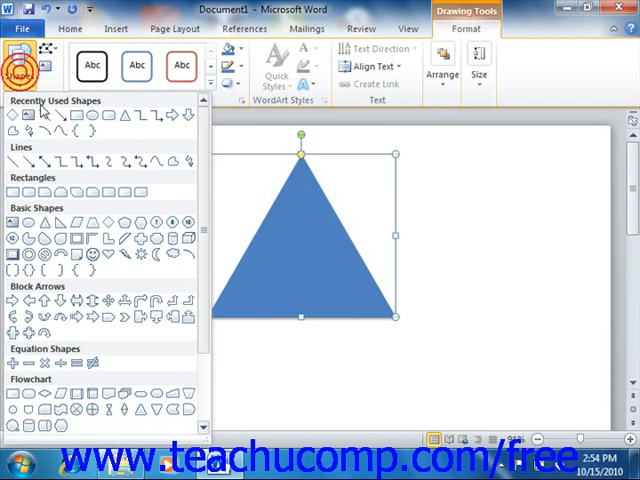 Document1 - Microsoft Word
Drawing Tools
File Home Insert Page Layout References Mailings Review View Format
Shapes
Abc Abc Abc
Quick Styles
WordArt Styles
Text Direction
Align Text
Create Link
Text
Arrange
Size
Recently Used Shapes
Lines
Rectangles
Basic Shapes
Block Arrows
Equation Shapes
Flowchart
91%
www.teachucomp.com/free
2:54 PM
10/15/2010